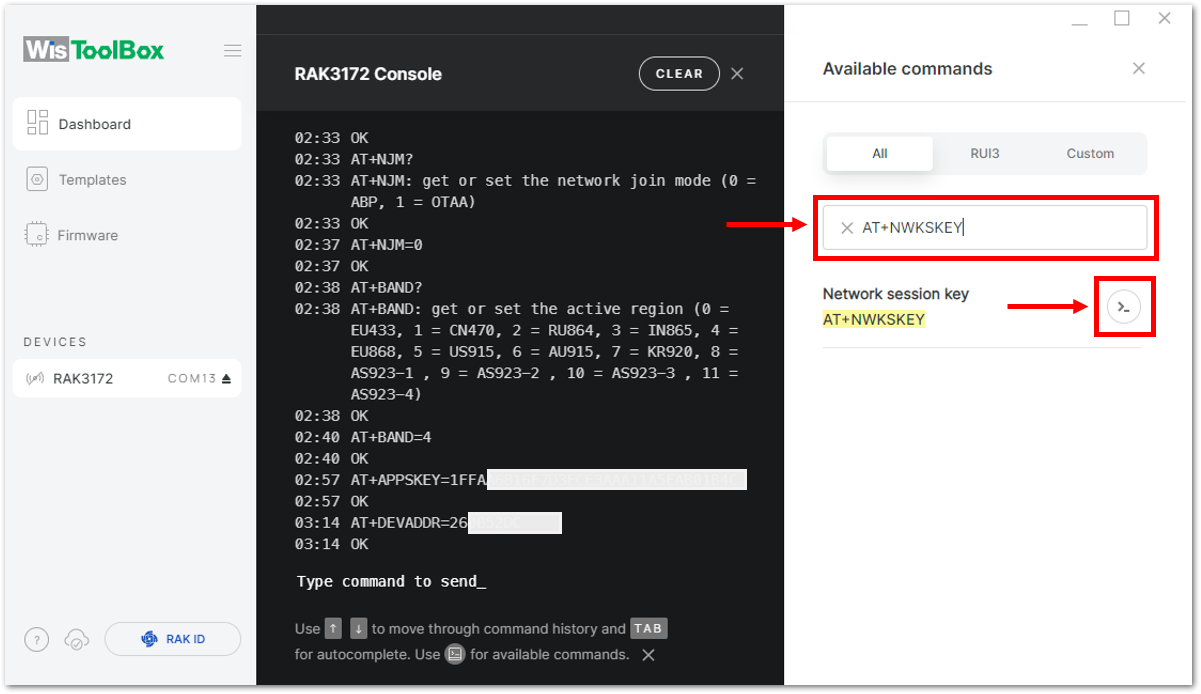 WisToolBox
Dashboard
Templates
Firmware
DEVICES
RAK3172 COM13
?
RAK ID
RAK3172 Console
CLEAR
02:33 OK
02:33 AT+NJM?
02:33 AT+NJM: get or set the network join mode (0 =
ABP, 1 = OTAA)
02:33 OK
02:37 AT+NJM=0
02:37 OK
02:38 AT+BAND?
02:38 AT+BAND: get or set the active region (0 =
EU433, 1 = CN470, 2 = RU864, 3 = IN865, 4 =
EU868, 5 = US915, 6 = AU915, 7 = KR920, 8 =
AS923-1 , 9 = AS923-2 , 10 = AS923-3 , 11 =
AS923-4)
02:38 OK
02:40 AT+BAND=4
02:40 OK
02:57 AT+APPSKEY=1FFA
02:57 OK
03:14 AT+DEVADDR=26
03:14 OK
Type command to send_
Use ↑ ↓ to move through command history and TAB
for autocomplete. Use for available commands.
Available commands
All RUI3 Custom
AT+NWKSKEY
Network session key
AT+NWKSKEY